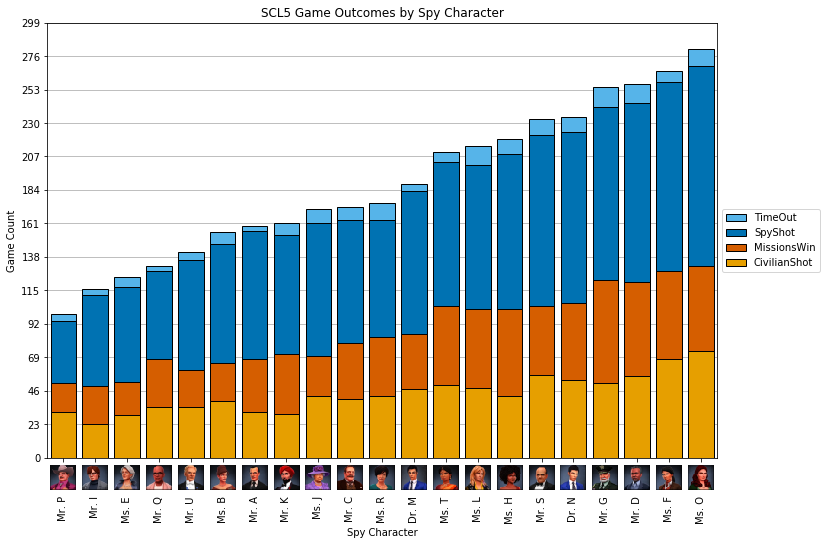 SCL5 Game Outcomes by Spy Character
299
276
253
230
207
184
161
138
115
92
69
46
23
0
Game Count
TimeOut
SpyShot
MissionsWin
CivilianShot
Mr. P
Mr. I
Ms. E
Mr. Q
Mr. U
Ms. B
Mr. A
Mr. K
Ms. J
Mr. C
Ms. R
Dr. M
Ms. T
Ms. L
Ms. H
Mr. S
Dr. N
Mr. G
Mr. D
Ms. F
Ms. O
Spy Character